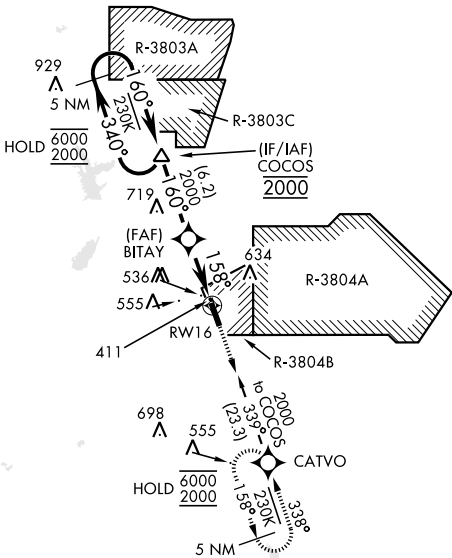 R-3803A
929
5 NM
160°
230K
340°
R-3803C
HOLD 6000
2000
(IF/IAF)
COCOS
2000
(6.2)
2000
160°
719
(FAF)
BITAY
634
158°
R-3804A
536
555
RW16
411
R-3804B
2000
to COCOS
339°
(23.3)
698
555
CATVO
HOLD 6000
2000
158°
230K
338°
5 NM